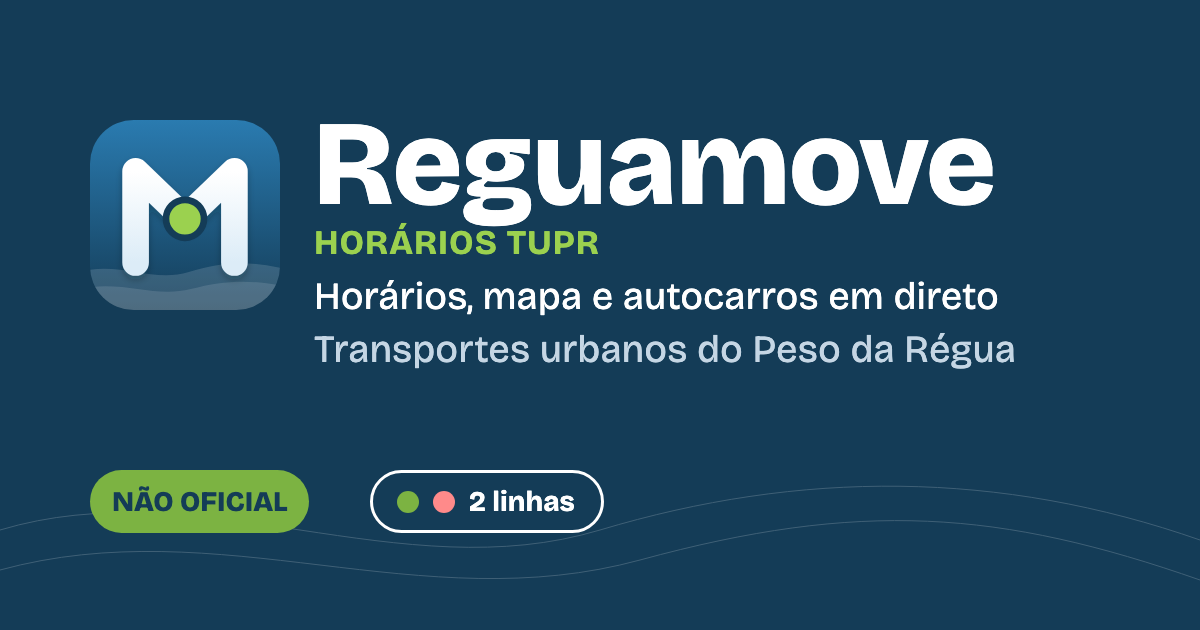 Reguamove
HORÁRIOS TUPR
Horários, mapa e autocarros em direto
Transportes urbanos do Peso da Régua
NÃO OFICIAL
2 linhas